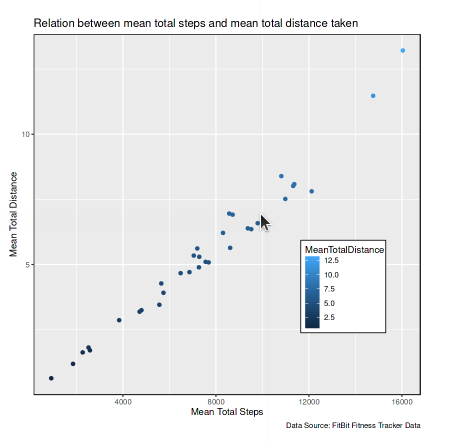 Relation between mean total steps and mean total distance taken
Mean Total Distance
10
5
MeanTotalDistance
12.5
10.0
7.5
5.0
2.5
4000 8000 12000 16000
Mean Total Steps
Data Source: FitBit Fitness Tracker Data